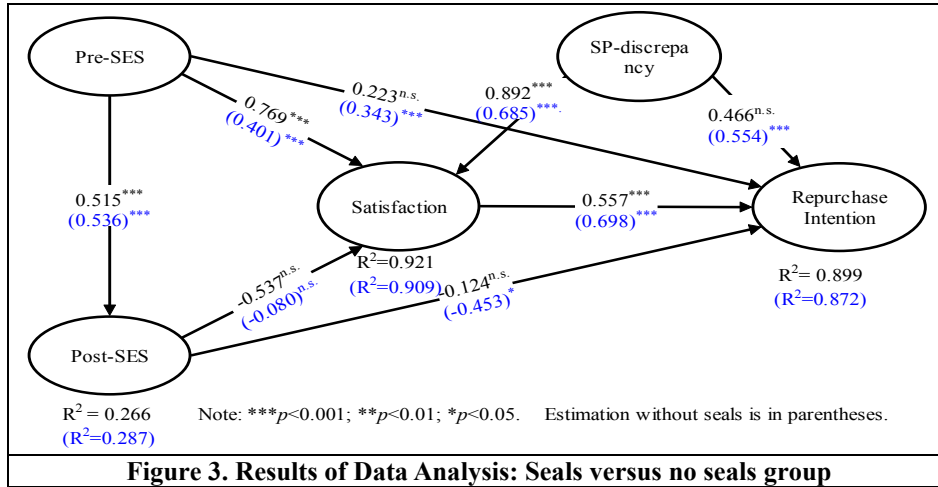 Pre-SES
SP-discrepa
ncy
0.223n.s.
(0.343)***
0.892***
(0.685)***.
0.769***
(0.401)***
0.466n.s.
(0.554)***
0.515***
(0.536)***
Satisfaction
0.557***
(0.698)***
Repurchase
Intention
R²=0.921
(R²=0.909)
-0.537n.s.
(-0.080)n.s.
-0.124n.s.
(-0.453)*
R²= 0.899
(R²=0.872)
Post-SES
R² = 0.266
(R²=0.287)
Note: ***p<0.001; **p<0.01; *p<0.05. Estimation without seals is in parentheses.
Figure 3. Results of Data Analysis: Seals versus no seals group